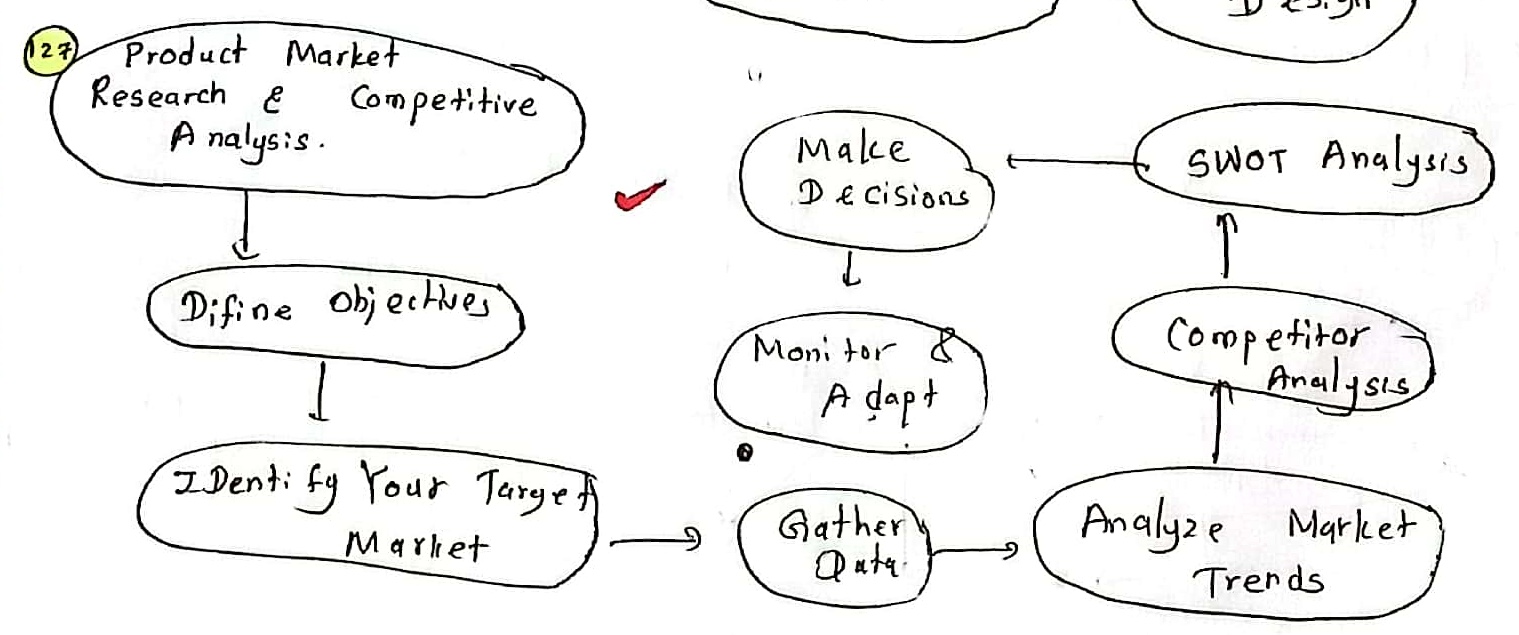 127
Product Market
Research & Competitive
Analysis.
Difine Objectives
IDentify Your Target
Market
Gather
Data
Analyze Market
Trends
Competitor
Analysis
SWOT Analysis
Make
Decisions
Monitor &
Adapt
Design